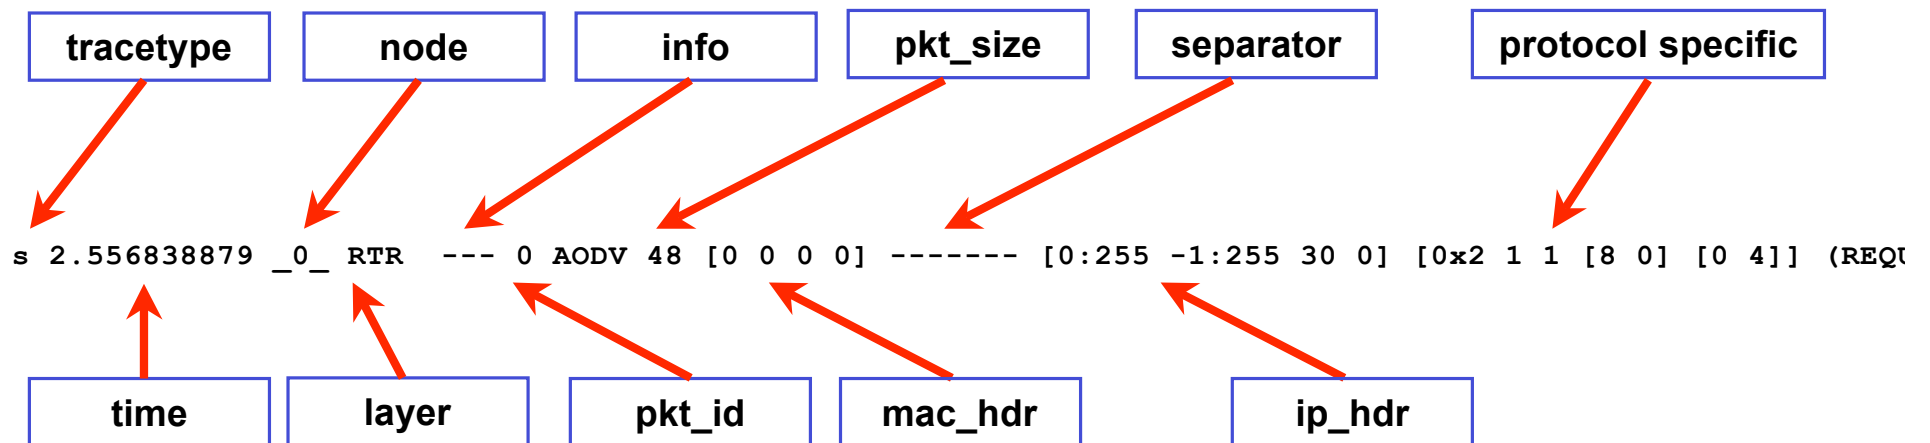 tracetype node info pkt_size separator protocol specific
s 2.556838879 _0_ RTR --- 0 AODV 48 [0 0 0 0] ------- [0:255 -1:255 30 0] [0x2 1 1 [8 0] [0 4]] (REQU
time layer pkt_id mac_hdr ip_hdr